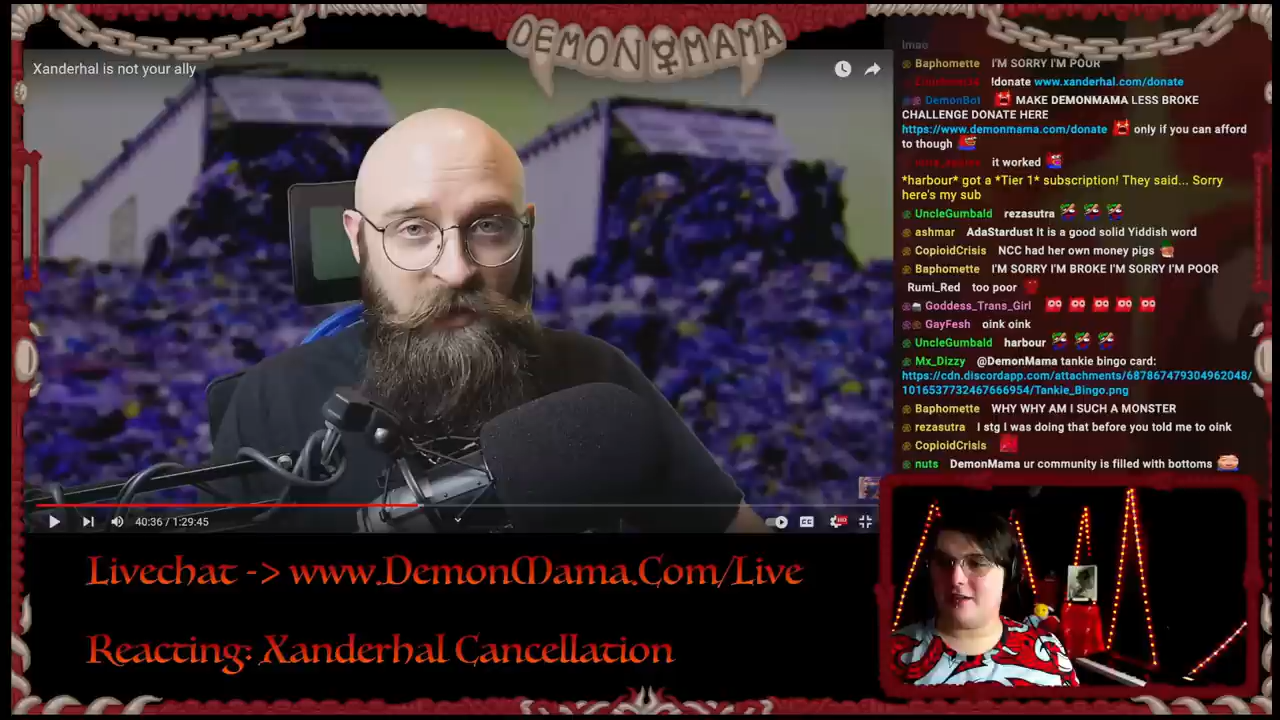 DEMON MAMA
Xanderhal is not your ally
40:36 / 1:29:45
CC
HD
lmao
Baphomette I'M SORRY I'M POOR
!donate www.xanderhal.com/donate
DemonBot MAKE DEMONMAMA LESS BROKE
CHALLENGE DONATE HERE
https://www.demonmama.com/donate only if you can afford
to though
it worked
*harbour* got a *Tier 1* subscription! They said... Sorry
here's my sub
UncleGumbald rezasutra
ashmar AdaStardust It is a good solid Yiddish word
CopioidCrisis NCC had her own money pigs
Baphomette I'M SORRY I'M BROKE I'M SORRY I'M POOR
Rumi_Red too poor
Goddess_Trans_Girl
GayFesh oink oink
UncleGumbald harbour
Mx_Dizzy @DemonMama tankie bingo card:
https://cdn.discordapp.com/attachments/687867479304962048/
1016537732467666954/Tankie_Bingo.png
Baphomette WHY WHY AM I SUCH A MONSTER
rezasutra I stg I was doing that before you told me to oink
CopioidCrisis
nuts DemonMama ur community is filled with bottoms
Livechat -> www.DemonMama.Com/Live
Reacting: Xanderhal Cancellation